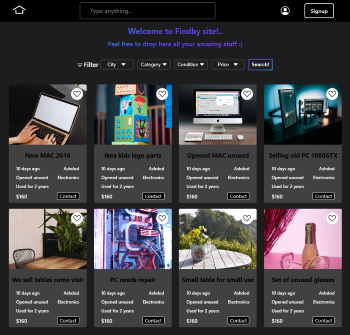 Type anything...
Signup
Welcome to Findby site!..
Feel free to drop here all your amazing stuff :)
Filter
City
Category
Condition
Price
Search!
New MAC 2016
10 days ago Ashdod
Opened unused Electronics
Used for 2 years
$160 Contact
Ikea kids lego parts
10 days ago Ashdod
Opened unused Electronics
Used for 2 years
$160 Contact
Opened MAC unused
10 days ago Ashdod
Opened unused Electronics
Used for 2 years
$160 Contact
Selling old PC 1060GTX
10 days ago Ashdod
Opened unused Electronics
Used for 2 years
$160 Contact
We sell tables come visit
10 days ago Ashdod
Opened unused Electronics
Used for 2 years
$160 Contact
PC needs repair
10 days ago Ashdod
Opened unused Electronics
Used for 2 years
$160 Contact
Small table for small use
10 days ago Ashdod
Opened unused Electronics
Used for 2 years
$160 Contact
Set of unused glasses
10 days ago Ashdod
Opened unused Electronics
Used for 2 years
$160 Contact